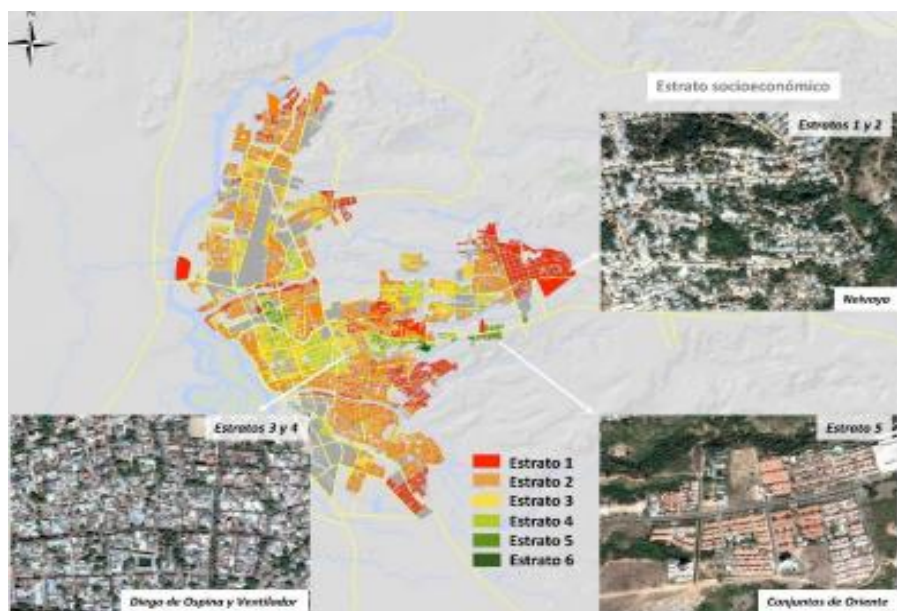 Estrato socioeconómico
Estratos 1 y 2
Nelvoyo
Estratos 3 y 4
Estrato 5
Estrato 1
Estrato 2
Estrato 3
Estrato 4
Estrato 5
Estrato 6
Diego de Ospina y Ventilador
Conjuntos de Oriente